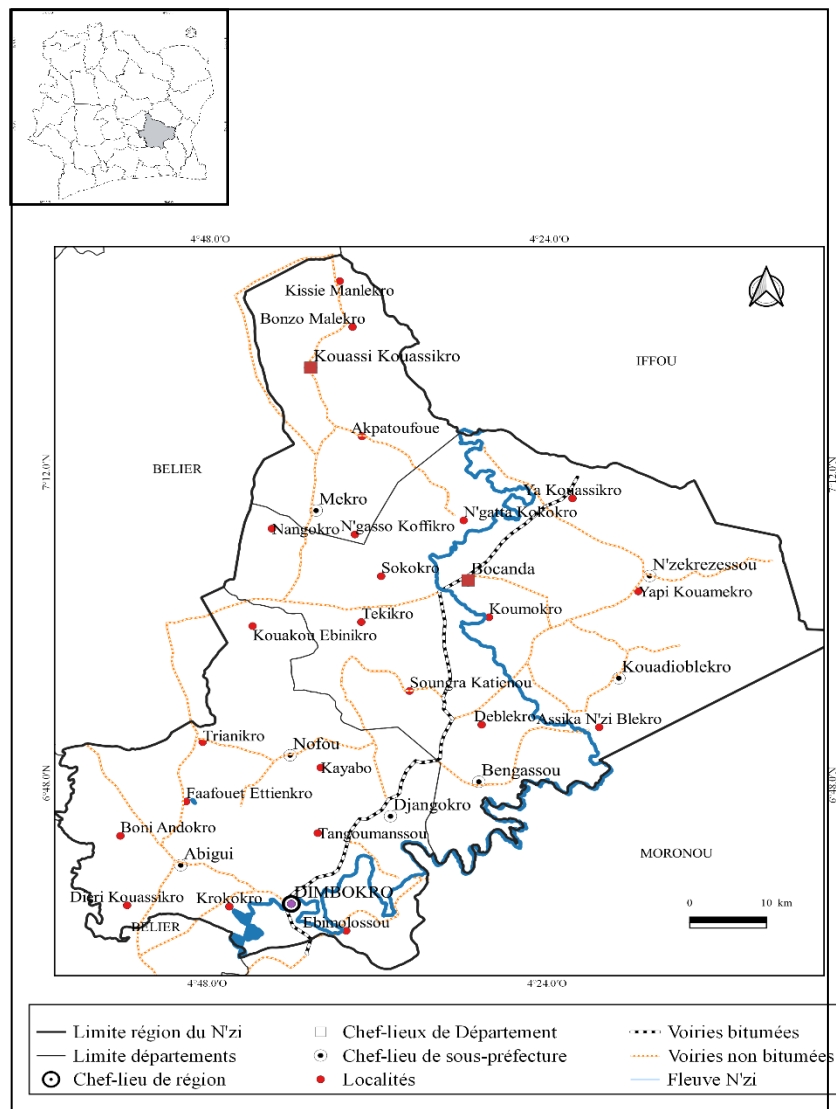 4°48.0'O 4°24.0'O
Kissie Manlekro
Bonzo Malekro
Kouassi Kouassikro
IFFOU
Akpatoufoue
BELIER
7°12.0'N 7°12.0'N
Ya Kouassikro
Mekro
N'gatta Kokokro
Nangokro
N'gasso Koffikro
Sokokro
Bocanda
N'zekrezessou
Yapi Kouamekro
Tekikro
Koumokro
Kouakou Ebinikro
Kouadioblekro
Soungra Katienou
Deblekro
Assika N'zi Blekro
Trianikro
Nofou
Kayabo
Bengassou
6°48.0'N 6°48.0'N
Faafouet Ettienkro
Djangokro
Boni Andokro
Tangoumanssou
Abigui
MORONOU
DIMBOKRO
Dieri Kouassikro
Krokokro
BELIER
Ebimolossou
0 10 km
4°48.0'O 4°24.0'O
Limite région du N'zi
Limite départements
Chef-lieu de région
Chef-lieux de Département
Chef-lieu de sous-préfecture
Localités
Voiries bitumées
Voiries non bitumées
Fleuve N'zi